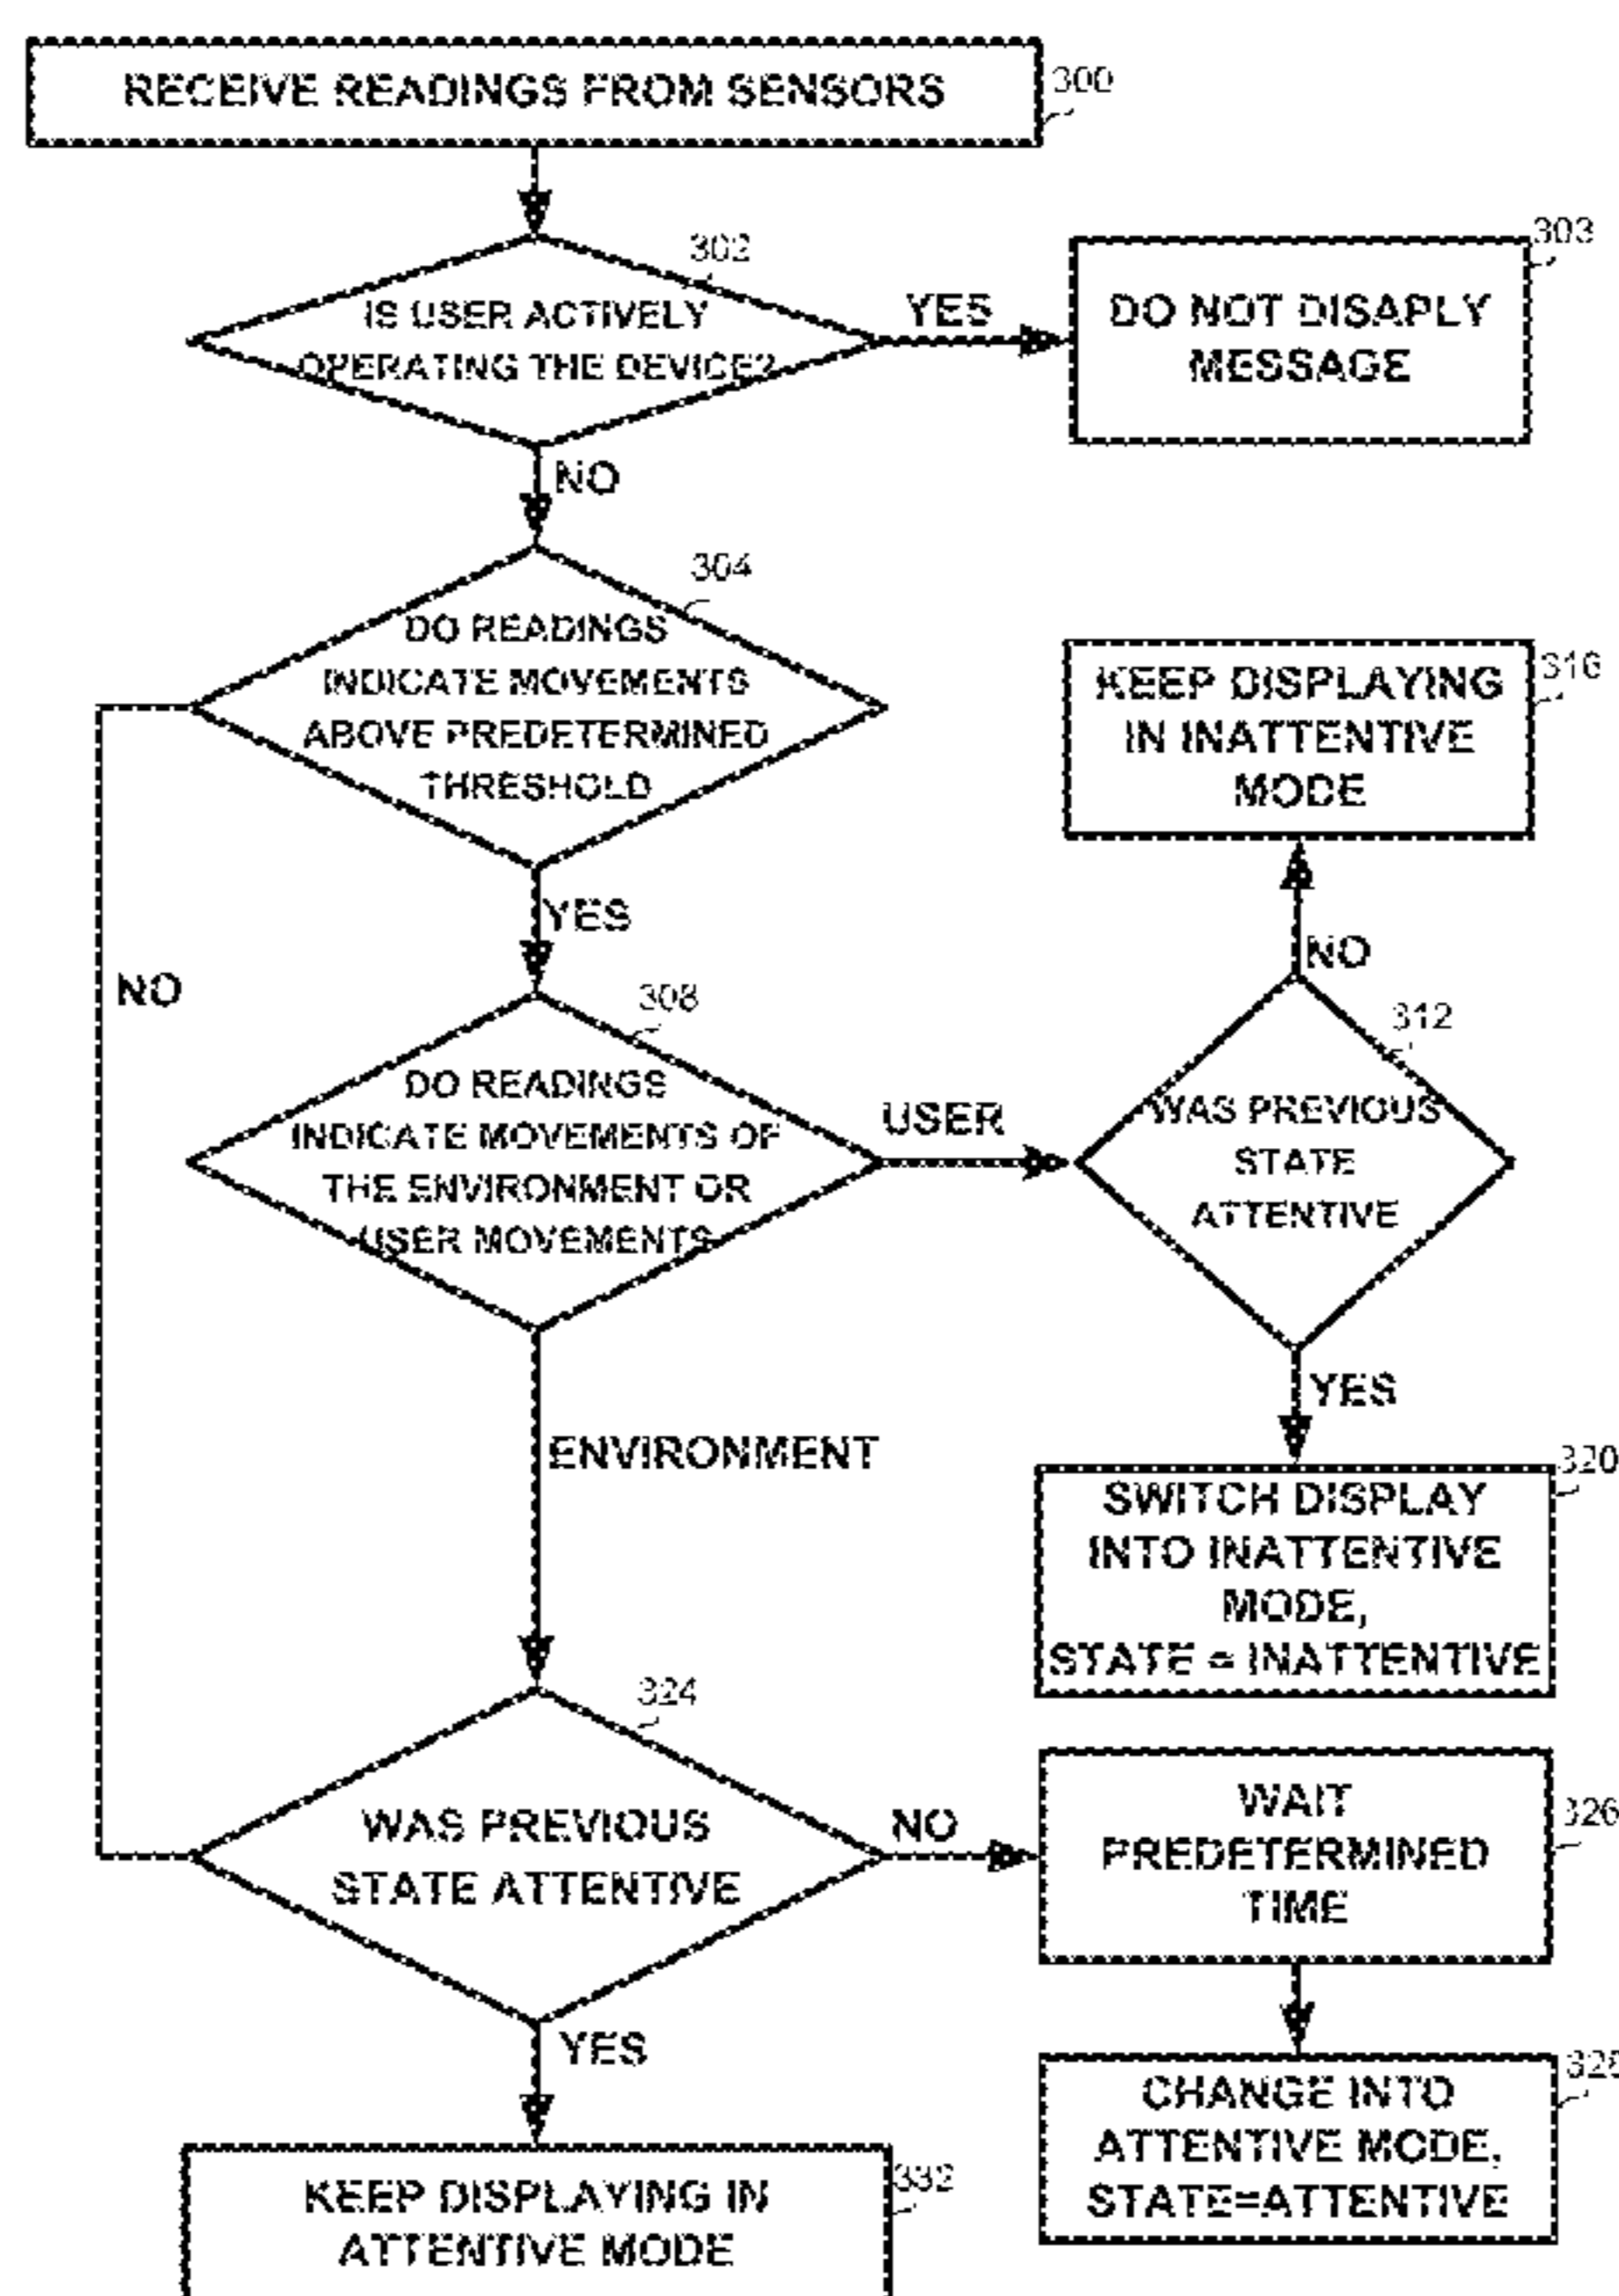 RECEIVE READINGS FROM SENSORS
300
302
IS USER ACTIVELY
OPERATING THE DEVICE?
YES
303
DO NOT DISAPLY
MESSAGE
NO
304
DO READINGS
INDICATE MOVEMENTS
ABOVE PREDETERMINED
THRESHOLD
316
KEEP DISPLAYING
IN INATTENTIVE
MODE
YES
NO
NO
308
DO READINGS
INDICATE MOVEMENTS OF
THE ENVIRONMENT OR
USER MOVEMENTS
USER
312
WAS PREVIOUS
STATE
ATTENTIVE
YES
ENVIRONMENT
320
SWITCH DISPLAY
INTO INATTENTIVE
MODE,
STATE = INATTENTIVE
324
WAS PREVIOUS
STATE ATTENTIVE
NO
326
WAIT
PREDETERMINED
TIME
YES
CHANGE INTO
ATTENTIVE MODE,
STATE=ATTENTIVE
332
KEEP DISPLAYING IN
ATTENTIVE MODE